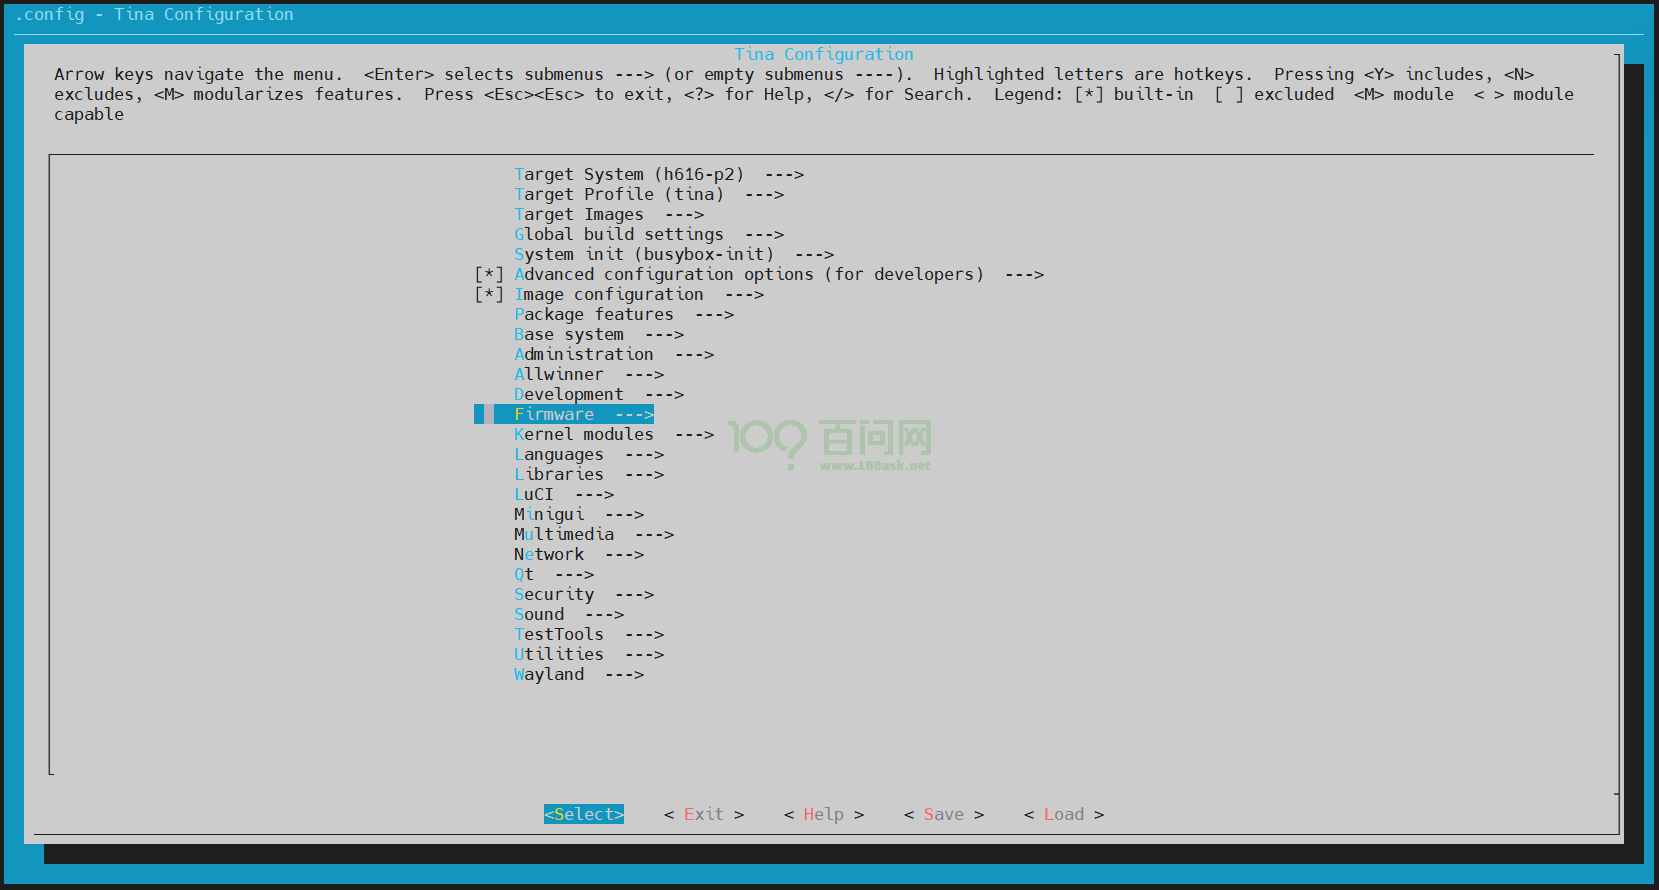 .config - Tina Configuration
Tina Configuration
Arrow keys navigate the menu.  <Enter> selects submenus ---> (or empty submenus ----).  Highlighted letters are hotkeys.  Pressing <Y> includes, <N>
excludes, <M> modularizes features.  Press <Esc><Esc> to exit, <?> for Help, </> for Search.  Legend: [*] built-in  [ ] excluded  <M> module  < > module
capable
Target System (h616-p2)  --->
Target Profile (tina)  --->
Target Images  --->
Global build settings  --->
System init (busybox-init)  --->
[*] Advanced configuration options (for developers)  --->
[*] Image configuration  --->
Package features  --->
Base system  --->
Administration  --->
Allwinner  --->
Development  --->
Firmware  --->
Kernel modules  --->
Languages  --->
Libraries  --->
LuCI  --->
Minigui  --->
Multimedia  --->
Network  --->
Qt  --->
Security  --->
Sound  --->
TestTools  --->
Utilities  --->
Wayland  --->
100? 百问网
www.100ask.net
<Select>    < Exit >    < Help >    < Save >    < Load >